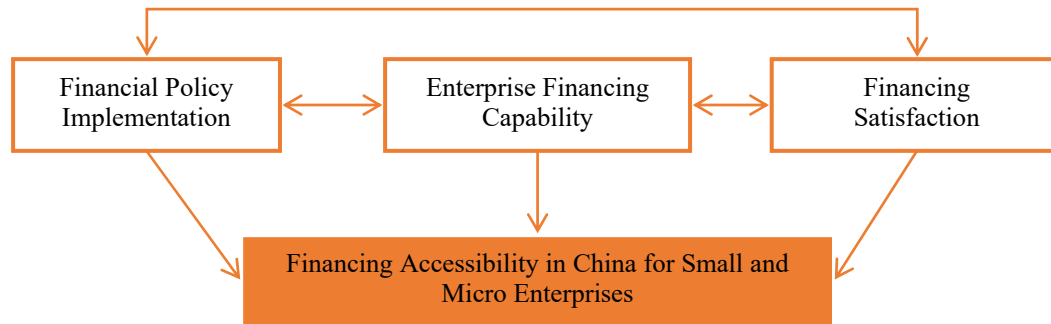 Financial Policy
Implementation
Enterprise Financing
Capability
Financing
Satisfaction
Financing Accessibility in China for Small and
Micro Enterprises